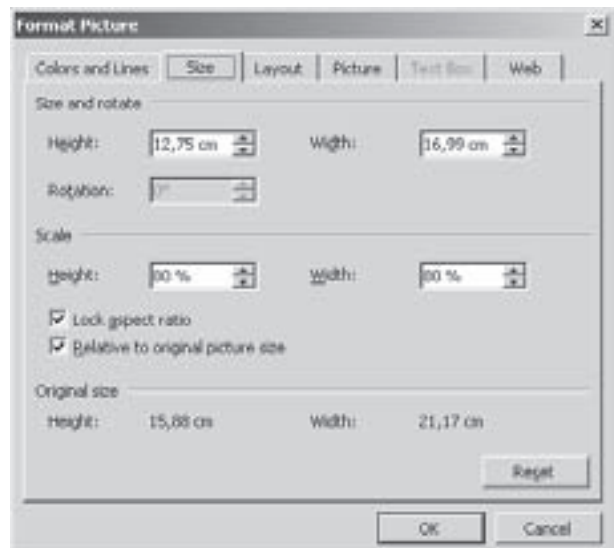 Format Picture
Colors and Lines Size Layout Picture Text Box Web
Size and rotate
Height: 12,75 cm Width: 16,99 cm
Rotation: 0°
Scale
Height: 80 % Width: 80 %
Lock aspect ratio
Relative to original picture size
Original size
Height: 15,88 cm Width: 21,17 cm
Reset
OK Cancel